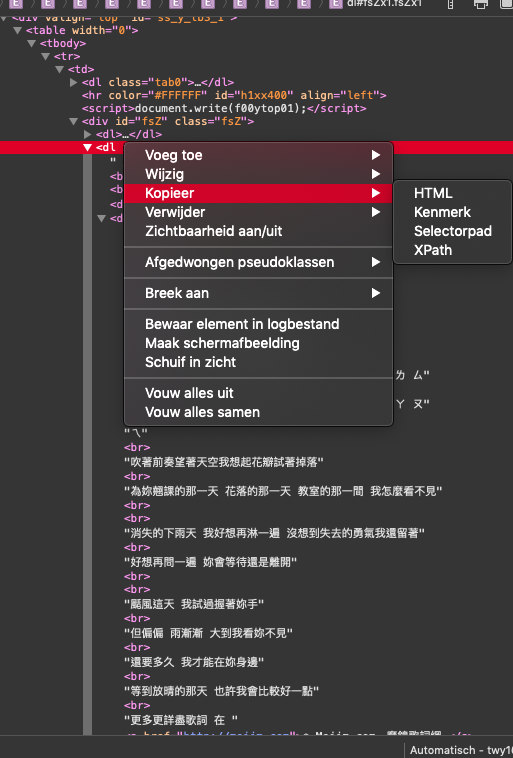 E E E E E E E E E E E dl#fsZx1.fsZx1
<div valign="top" id="ss_y_tb3_1">
<table width="0">
<tbody>
<tr>
<td>
<dl class="tab0">…</dl>
<hr color="#FFFFFF" id="h1xx400" align="left">
<script>document.write(f00ytop01);</script>
<div id="fsZ" class="fsZ">
<dl>…</dl>
<dl
"
<b
<b
<d
<d
Voeg toe
Wijzig
Kopieer
Verwijder
Zichtbaarheid aan/uit
Afgedwongen pseudoklassen
Breek aan
Bewaar element in logbestand
Maak schermafbeelding
Schuif in zicht
Vouw alles uit
Vouw alles samen
HTML
Kenmerk
Selectorpad
XPath
ㄌ ㄙ"
ㄚ ㄡ"
"ㄟ"
<br>
"吹著前奏望著天空我想起花瓣試著掉落"
<br>
"為妳翹課的那一天 花落的那一天 教室的那一間 我怎麼看不見"
<br>
<br>
"消失的下雨天 我好想再淋一遍 沒想到失去的勇氣我還留著"
<br>
"好想再問一遍 妳會等待還是離開"
<br>
<br>
"颳風這天 我試過握著妳手"
<br>
"但偏偏 雨漸漸 大到我看妳不見"
<br>
"還要多久 我才能在妳身邊"
<br>
"等到放晴的那天 也許我會比較好一點"
<br>
"更多更詳盡歌詞 在 "
Automatisch - twy10